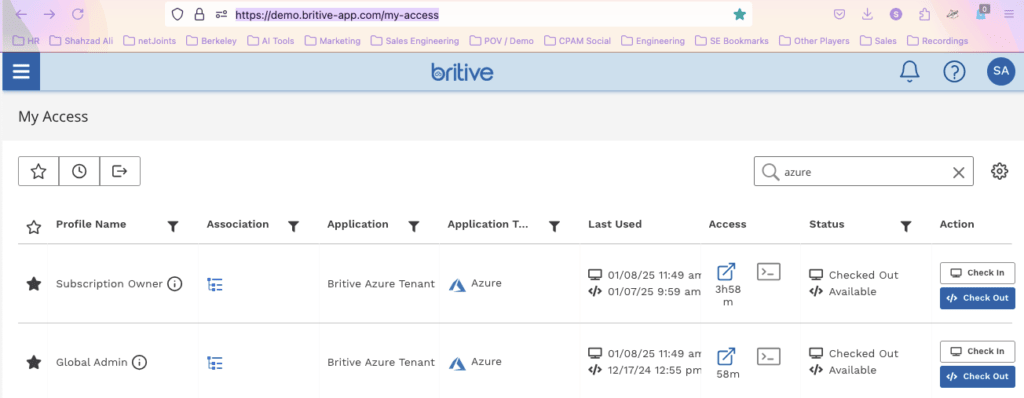 https://demo.britive-app.com/my-access
5
0
HR
Shahzad Ali
netJoints
Berkeley
AI Tools
Marketing
Sales Engineering
POV / Demo
CPAM Social
Engineering
SE Bookmarks
Other Players
Sales
Recordings
britive
?
SA
My Access
azure
Profile Name
Association
Application
Application T...
Last Used
Access
Status
Action
Subscription Owner
Britive Azure Tenant
Azure
01/08/25 11:49 am
01/07/25 9:59 am
3h58
m
Checked Out
Available
Check In
Check Out
Global Admin
Britive Azure Tenant
Azure
01/08/25 11:49 am
12/17/24 12:55 pm
58m
Checked Out
Available
Check In
Check Out